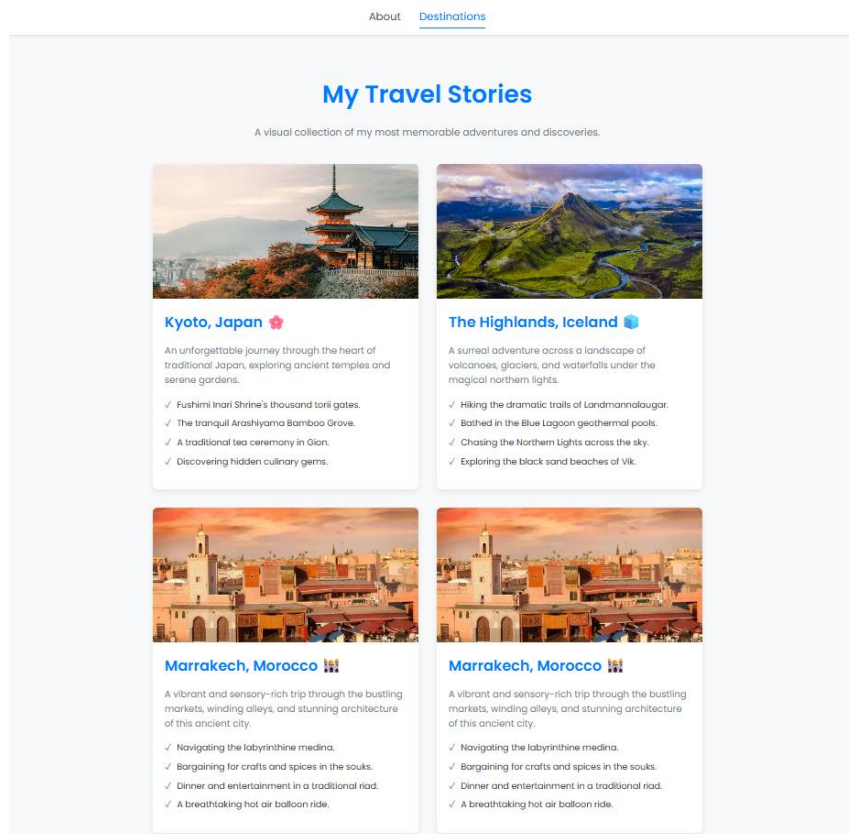 About Destinations
My Travel Stories
A visual collection of my most memorable adventures and discoveries.
Kyoto, Japan 🌸
An unforgettable journey through the heart of
traditional Japan, exploring ancient temples and
serene gardens.
✓ Fushimi Inari Shrine's thousand torii gates.
✓ The tranquil Arashiyama Bamboo Grove.
✓ A traditional tea ceremony in Gion.
✓ Discovering hidden culinary gems.
The Highlands, Iceland 🧊
A surreal adventure across a landscape of
volcanoes, glaciers, and waterfalls under the
magical northern lights.
✓ Hiking the dramatic trails of Landmannalaugar.
✓ Bathed in the Blue Lagoon geothermal pools.
✓ Chasing the Northern Lights across the sky.
✓ Exploring the black sand beaches of Vik.
Marrakech, Morocco 🕌
A vibrant and sensory-rich trip through the bustling
markets, winding alleys, and stunning architecture
of this ancient city.
✓ Navigating the labyrinthine medina.
✓ Bargaining for crafts and spices in the souks.
✓ Dinner and entertainment in a traditional riad.
✓ A breathtaking hot air balloon ride.
Marrakech, Morocco 🕌
A vibrant and sensory-rich trip through the bustling
markets, winding alleys, and stunning architecture
of this ancient city.
✓ Navigating the labyrinthine medina.
✓ Bargaining for crafts and spices in the souks.
✓ Dinner and entertainment in a traditional riad.
✓ A breathtaking hot air balloon ride.